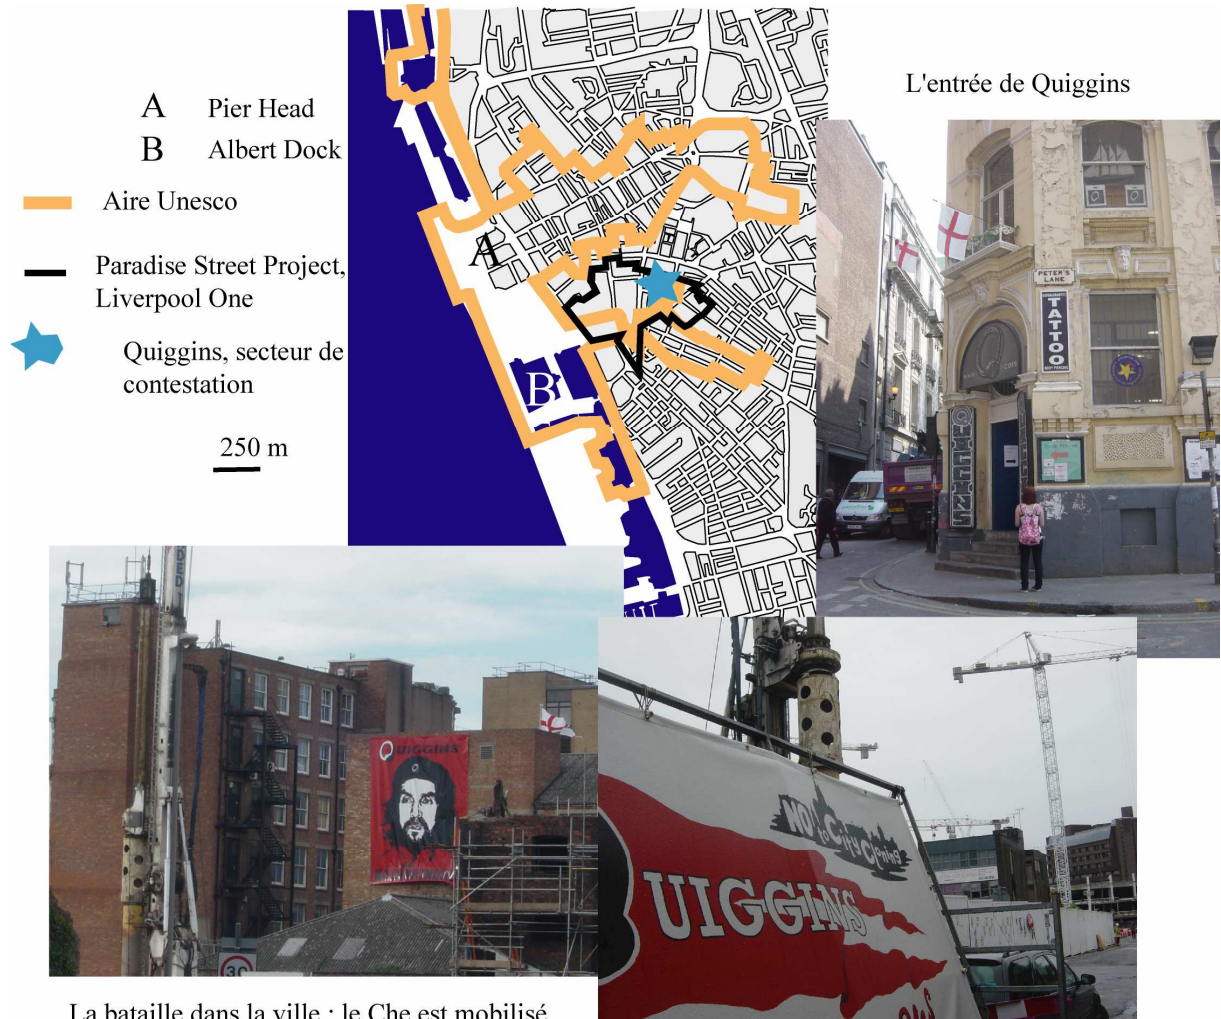 A Pier Head
B Albert Dock
Aire Unesco
Paradise Street Project,
Liverpool One
Quiggins, secteur de
contestation
250 m
A
B
L'entrée de Quiggins
PETER'S
LANE
TATTOO
QUIGGINS
DED
QUIGGINS
30
NO to City Cloning
UIGGINS
La bataille dans la ville : le Che est mobilisé